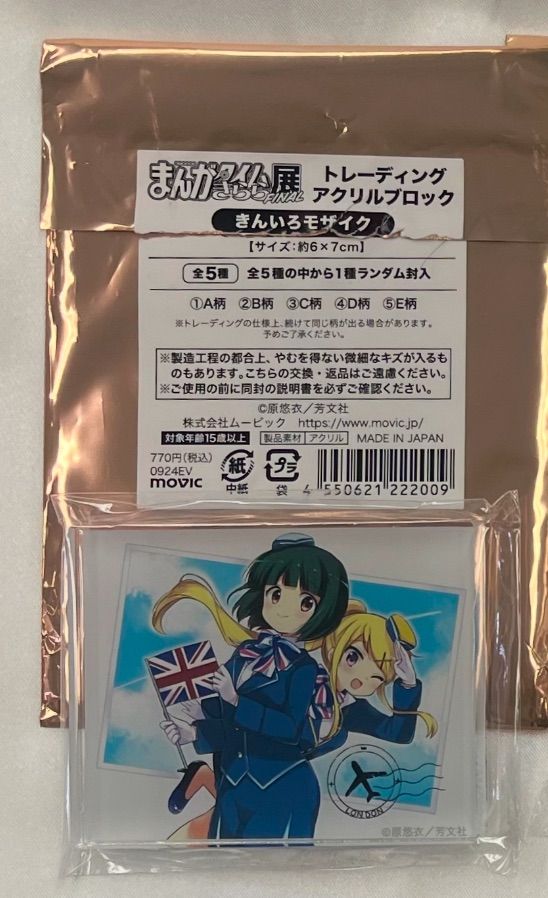 まんがタイムきらら展
FINAL
トレーディング
アクリルブロック
きんいろモザイク
【サイズ:約6×7cm】
全5種 全5種の中から1種ランダム封入
①A柄 ②B柄 ③C柄 ④D柄 ⑤E柄
※トレーディングの仕様上、続けて同じ柄が出る場合があります。
予めご了承ください。
※製造工程の都合上、やむを得ない微細なキズが入るも
のもあります。こちらの交換・返品はご遠慮ください。
※ご使用の前に同封の説明書を必ずご確認ください。
©原悠衣/芳文社
株式会社ムービック https://www.movic.jp/
対象年齢15歳以上 製品素材 アクリル MADE IN JAPAN
770円(税込)
0924EV
movic
紙
中紙
プラ
袋
4 550621 222009
LONDON
©原悠衣/芳文社